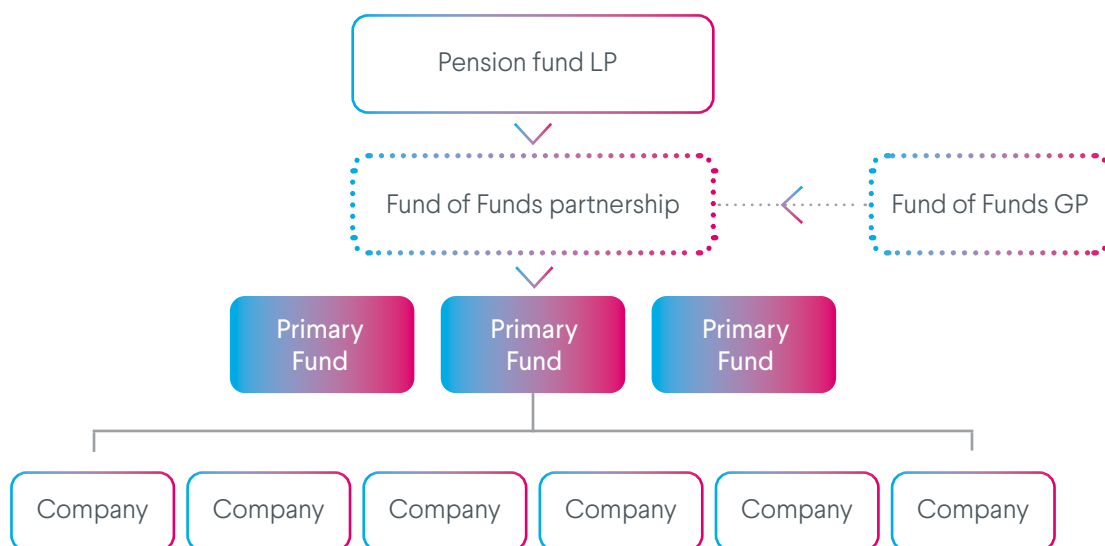 Pension fund LP
Fund of Funds partnership
Fund of Funds GP
Primary
Fund
Primary
Fund
Primary
Fund
Company
Company
Company
Company
Company
Company